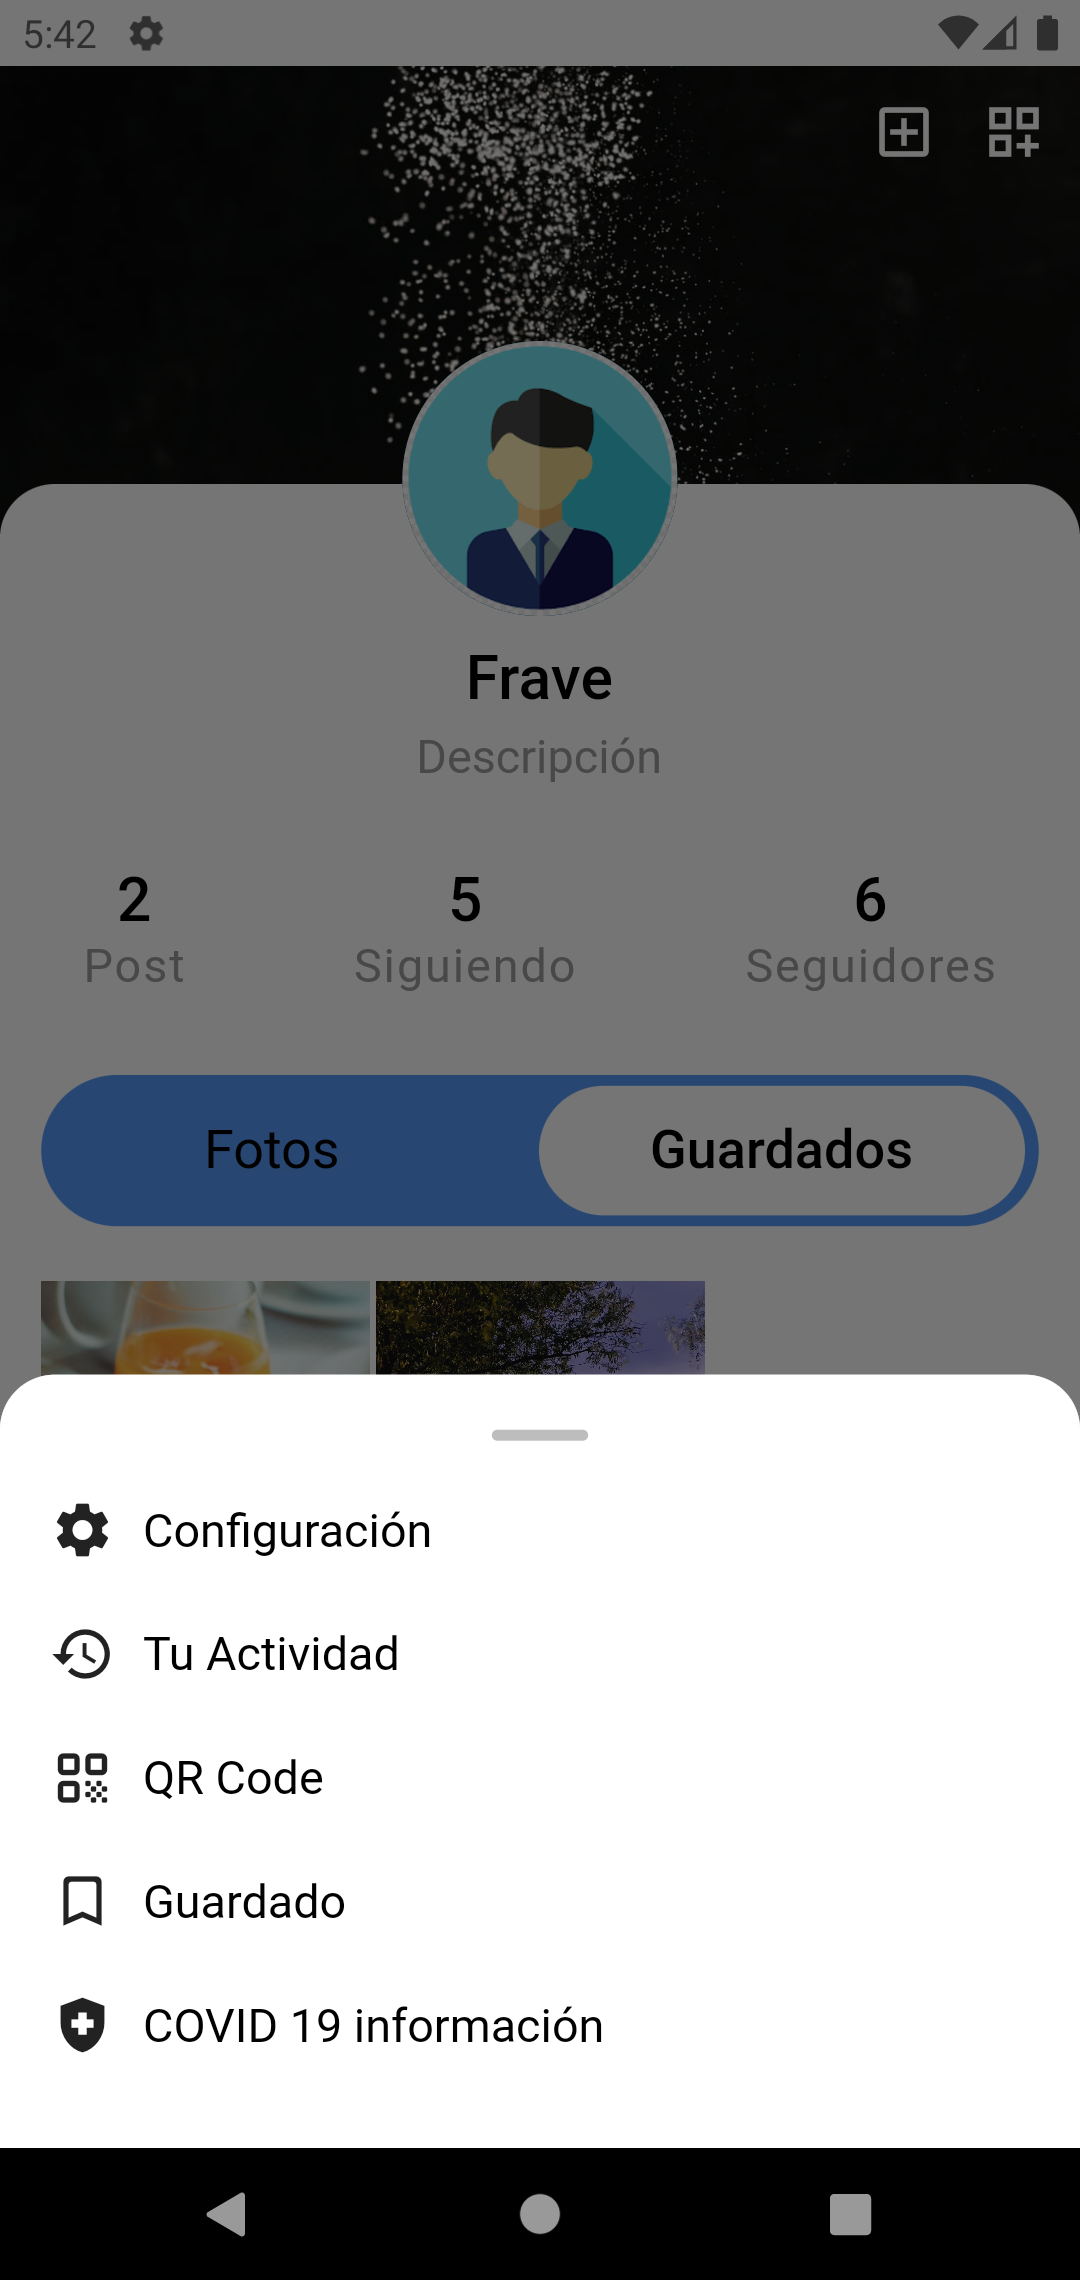 5:42
Frave
Descripción
2 5 6
Post Siguiendo Seguidores
Fotos Guardados
Configuración
Tu Actividad
QR Code
Guardado
COVID 19 información